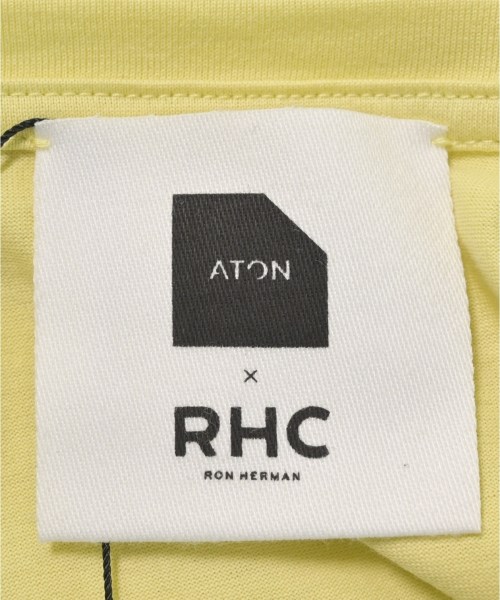 ATON
×
RHC
RON HERMAN